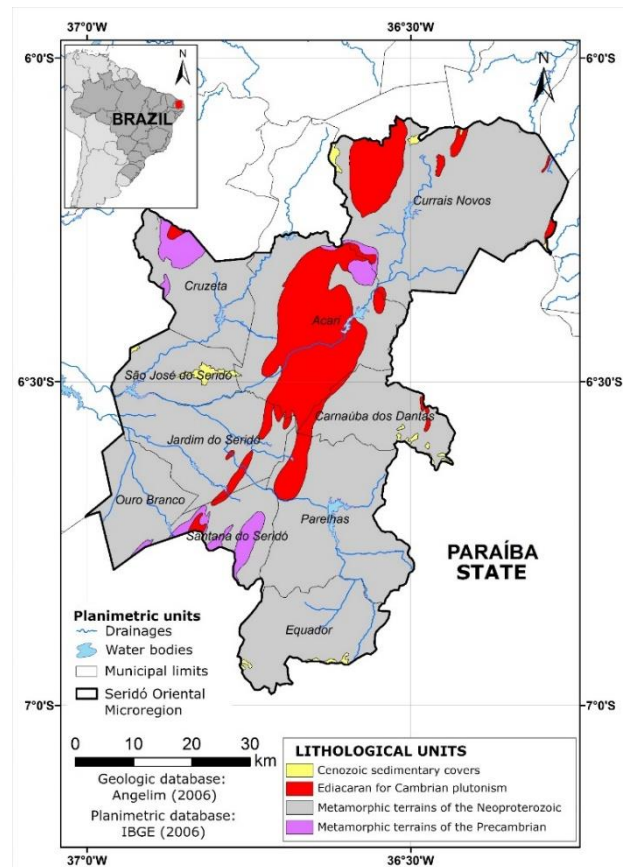 37°0'W
36°30'W
6°0'S
6°0'S
N
N
BRAZIL
Currais Novos
Cruzeta
Acari
São José do Seridó
6°30'S
6°30'S
Carnaúba dos Dantas
Jardim do Seridó
Ouro Branco
Santana do Seridó
Parelhas
PARAÍBA
STATE
Equador
Planimetric units
Drainages
Water bodies
Municipal limits
Seridó Oriental
Microregion
7°0'S
7°0'S
0 10 20 30
km
Geologic database:
Angelim (2006)
Planimetric database:
IBGE (2006)
LITHOLOGICAL UNITS
Cenozoic sedimentary covers
Ediacaran for Cambrian plutonism
Metamorphic terrains of the Neoproterozoic
Metamorphic terrains of the Precambrian
37°0'W
36°30'W